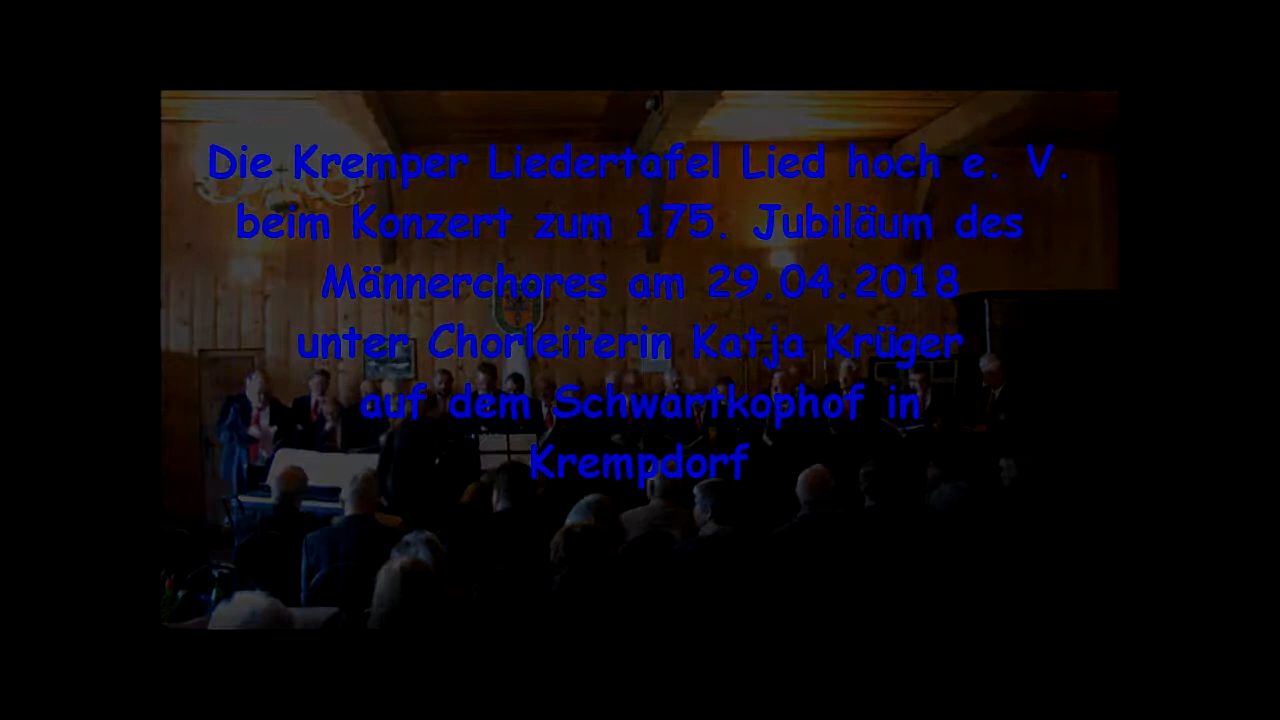 Die Kremper Liedertafel Lied hoch e. V.
beim Konzert zum 175. Jubiläum des
Männerchores am 29.04.2018
unter Chorleiterin Katja Krüger
auf dem Schwartkophof in
Krempdorf